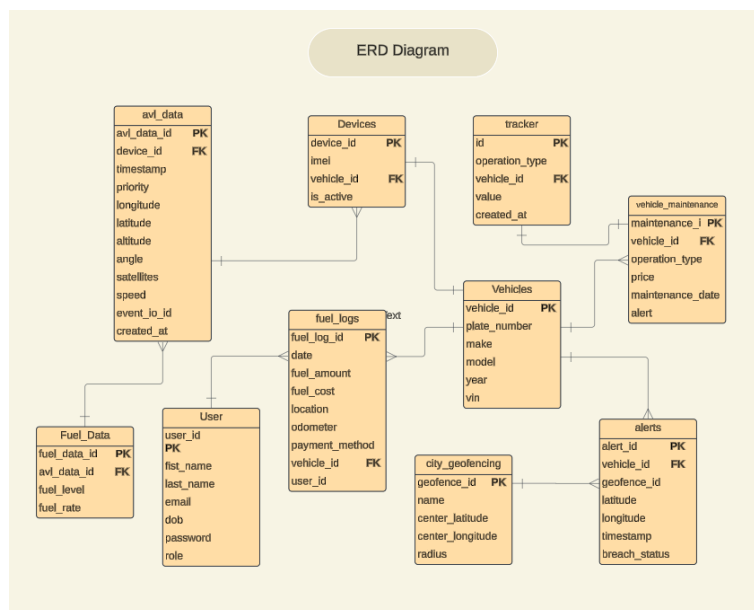 ERD Diagram
avl_data
avl_data_id PK
device_id FK
timestamp
priority
longitude
latitude
altitude
angle
satellites
speed
event_io_id
created_at
Devices
device_id PK
imei
vehicle_id FK
is_active
tracker
id PK
operation_type
vehicle_id FK
value
created_at
vehicle_maintenance
maintenance_i PK
vehicle_id FK
operation_type
price
maintenance_date
alert
Vehicles
vehicle_id PK
plate_number
make
model
year
vin
ext
fuel_logs
fuel_log_id PK
date
fuel_amount
fuel_cost
location
odometer
payment_method
vehicle_id FK
user_id
User
user_id
PK
fist_name
last_name
email
dob
password
role
Fuel_Data
fuel_data_id PK
avl_data_id FK
fuel_level
fuel_rate
city_geofencing
geofence_id PK
name
center_latitude
center_longitude
radius
alerts
alert_id PK
vehicle_id FK
geofence_id
latitude
longitude
timestamp
breach_status